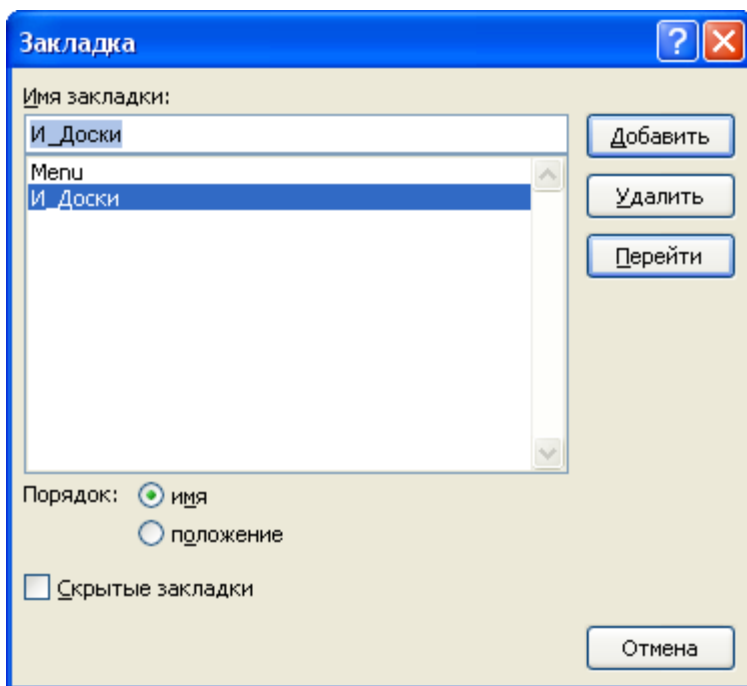 Закладка
Имя закладки:
И_Доски
Добавить
Menu
И_Доски
Удалить
Перейти
Порядок:
имя
положение
Скрытые закладки
Отмена